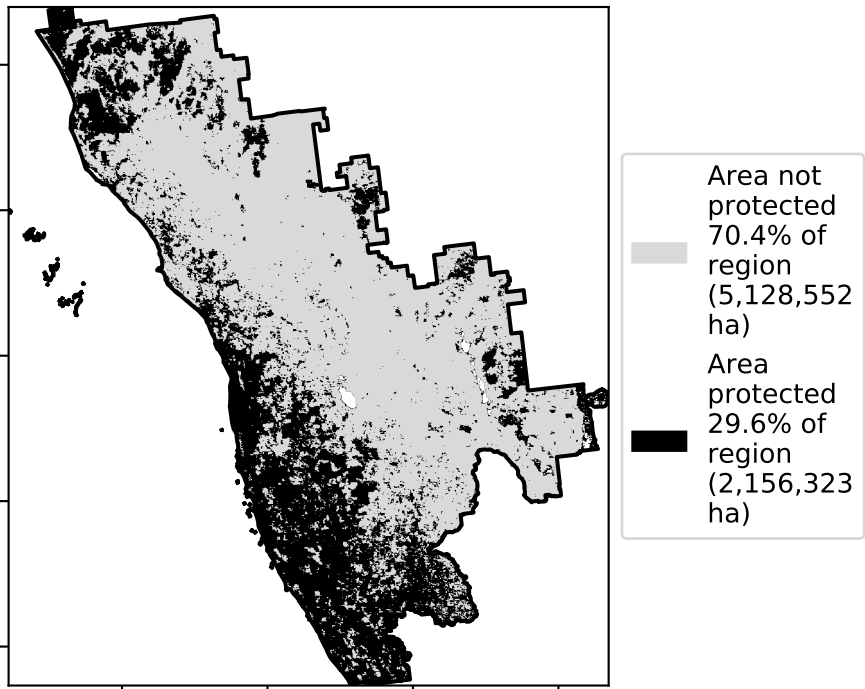 Area not
protected
70.4% of
region
(5,128,552
ha)
Area
protected
29.6% of
region
(2,156,323
ha)